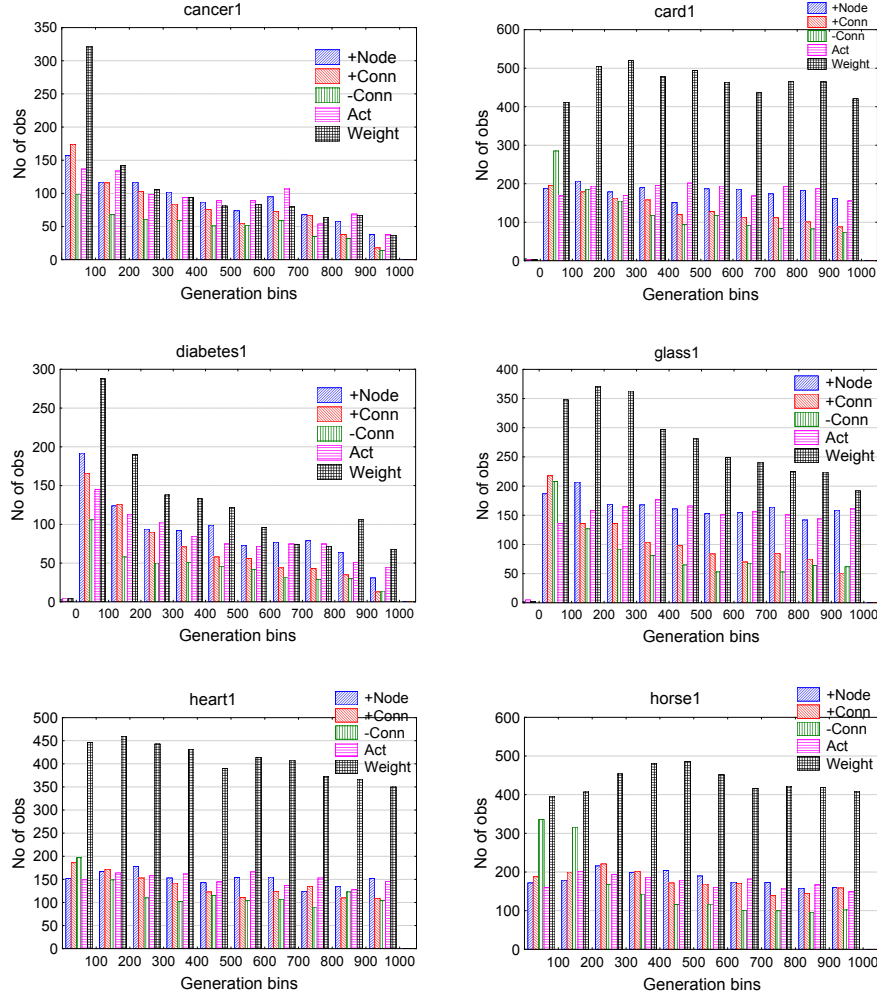 cancer1
No of obs
350
300
250
200
150
100
50
0
+Node
+Conn
-Conn
Act
Weight
100 200 300 400 500 600 700 800 900 1000
Generation bins
card1
No of obs
600
500
400
300
200
100
0
+Node
+Conn
-Conn
Act
Weight
0 100 200 300 400 500 600 700 800 900 1000
Generation bins
diabetes1
No of obs
300
250
200
150
100
50
0
+Node
+Conn
-Conn
Act
Weight
0 100 200 300 400 500 600 700 800 900 1000
Generation bins
glass1
No of obs
400
350
300
250
200
150
100
50
0
+Node
+Conn
-Conn
Act
Weight
0 100 200 300 400 500 600 700 800 900 1000
Generation bins
heart1
No of obs
500
450
400
350
300
250
200
150
100
50
0
+Node
+Conn
-Conn
Act
Weight
100 200 300 400 500 600 700 800 900 1000
Generation bins
horse1
No of obs
600
500
400
300
200
100
0
+Node
+Conn
-Conn
Act
Weight
100 200 300 400 500 600 700 800 900 1000
Generation bins